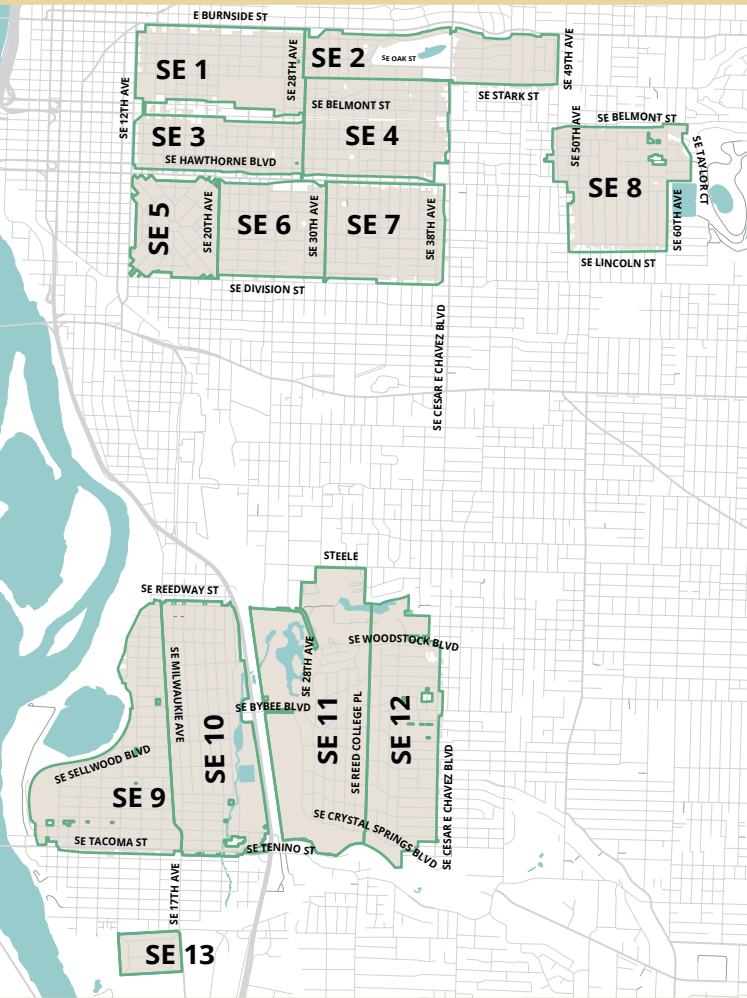 E BURNSIDE ST
SE 1
SE 28TH AVE
SE 2
SE OAK ST
SE 49TH AVE
SE 12TH AVE
SE STARK ST
SE BELMONT ST
SE 3
SE 4
SE HAWTHORNE BLVD
SE 50TH AVE
SE BELMONT ST
SE TAYLOR CT
SE 8
SE 60TH AVE
SE LINCOLN ST
SE 5
SE 20TH AVE
SE 6
SE 30TH AVE
SE 7
SE 38TH AVE
SE DIVISION ST
SE CESAR E CHAVEZ BLVD
STEELE
SE REEDWAY ST
SE MILWAUKIE AVE
SE 28TH AVE
SE WOODSTOCK BLVD
SE BYBEE BLVD
SE 10
SE 11
SE REED COLLEGE PL
SE 12
SE SELLWOOD BLVD
SE 9
SE CESAR E CHAVEZ BLVD
SE CRYSTAL SPRINGS BLVD
SE TACOMA ST
SE TENINO ST
SE 17TH AVE
SE 13